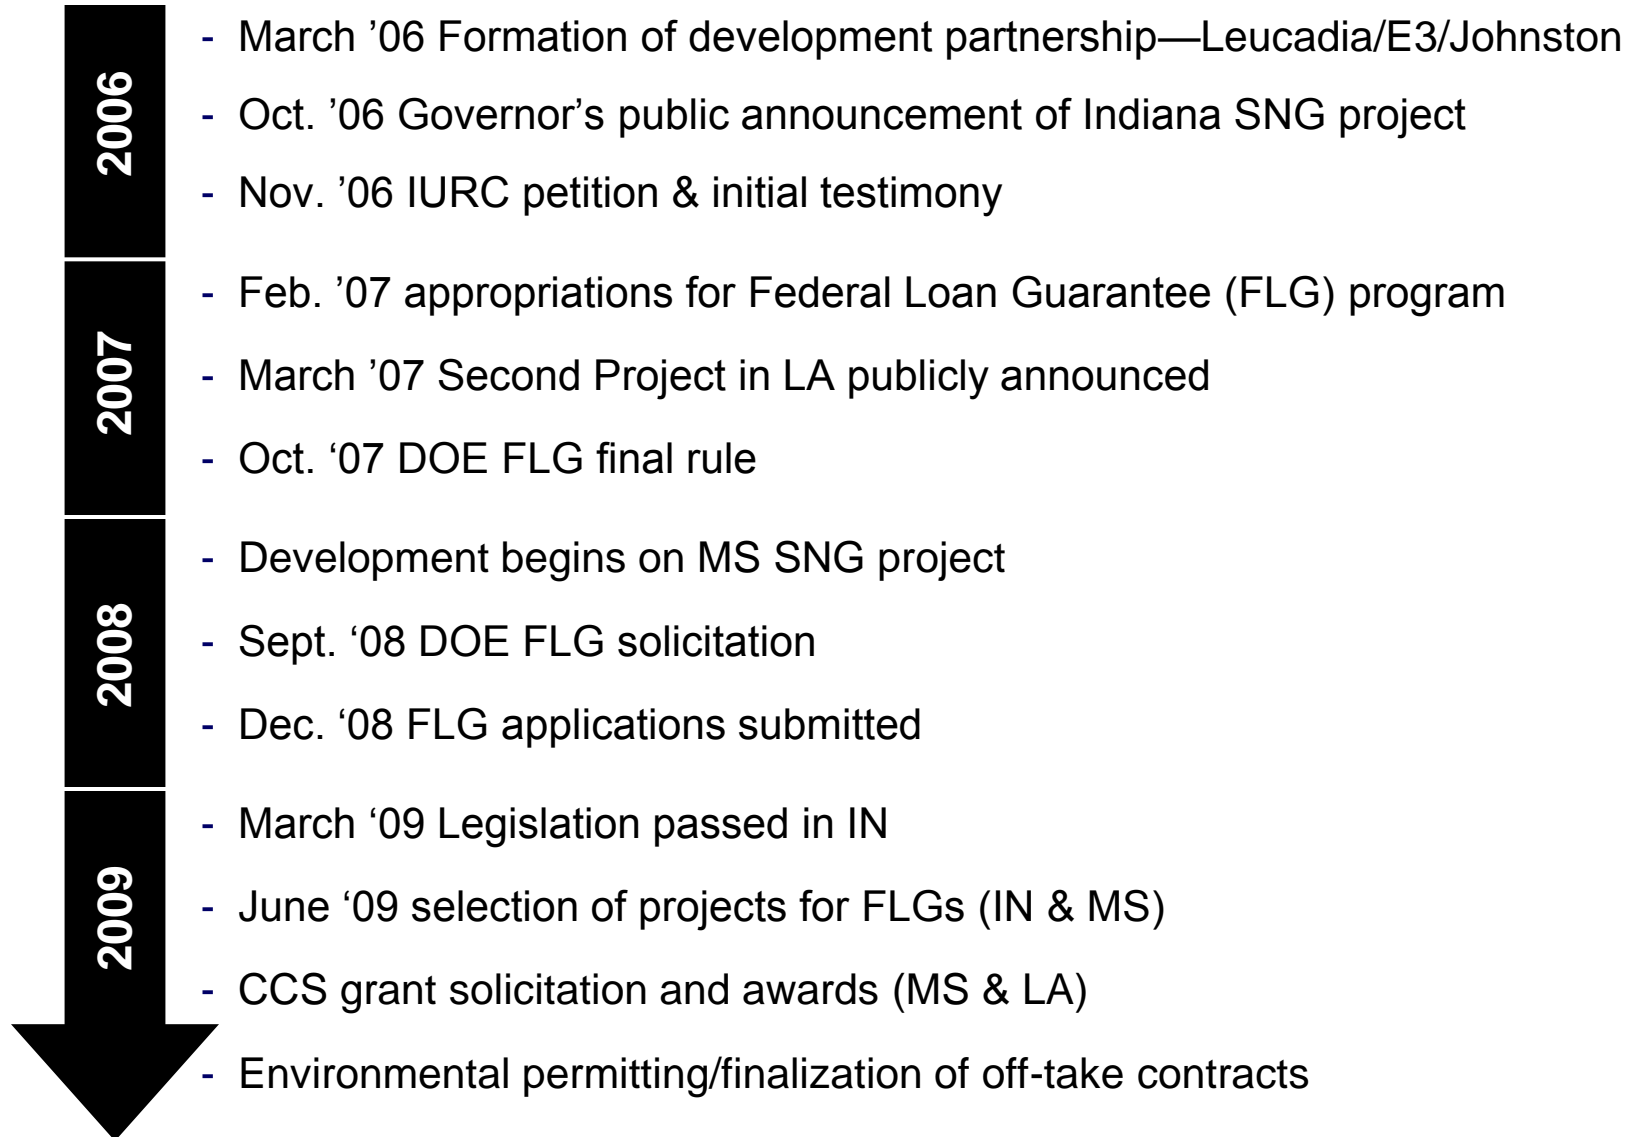 2006
- March ’06 Formation of development partnership—Leucadia/E3/Johnston
- Oct. ’06 Governor’s public announcement of Indiana SNG project
- Nov. ’06 IURC petition & initial testimony
2007
- Feb. ’07 appropriations for Federal Loan Guarantee (FLG) program
- March ’07 Second Project in LA publicly announced
- Oct. ‘07 DOE FLG final rule
2008
- Development begins on MS SNG project
- Sept. ‘08 DOE FLG solicitation
- Dec. ‘08 FLG applications submitted
2009
- March ‘09 Legislation passed in IN
- June ‘09 selection of projects for FLGs (IN & MS)
- CCS grant solicitation and awards (MS & LA)
- Environmental permitting/finalization of off-take contracts